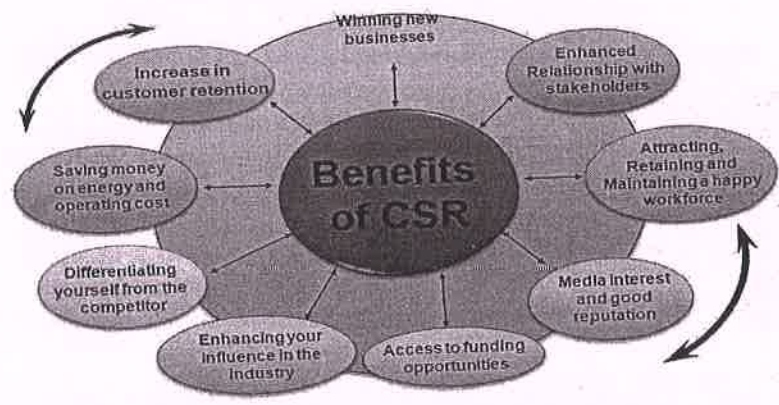 Winning new
businesses
Enhanced
Relationship with
stakeholders
Attracting,
Retaining and
Maintaining a happy
workforce
Media interest
and good
reputation
Access to funding
opportunities
Enhancing your
influence in the
industry
Differentiating
yourself from the
competitor
Saving money
on energy and
operating cost
Increase in
customer retention
Benefits
of CSR